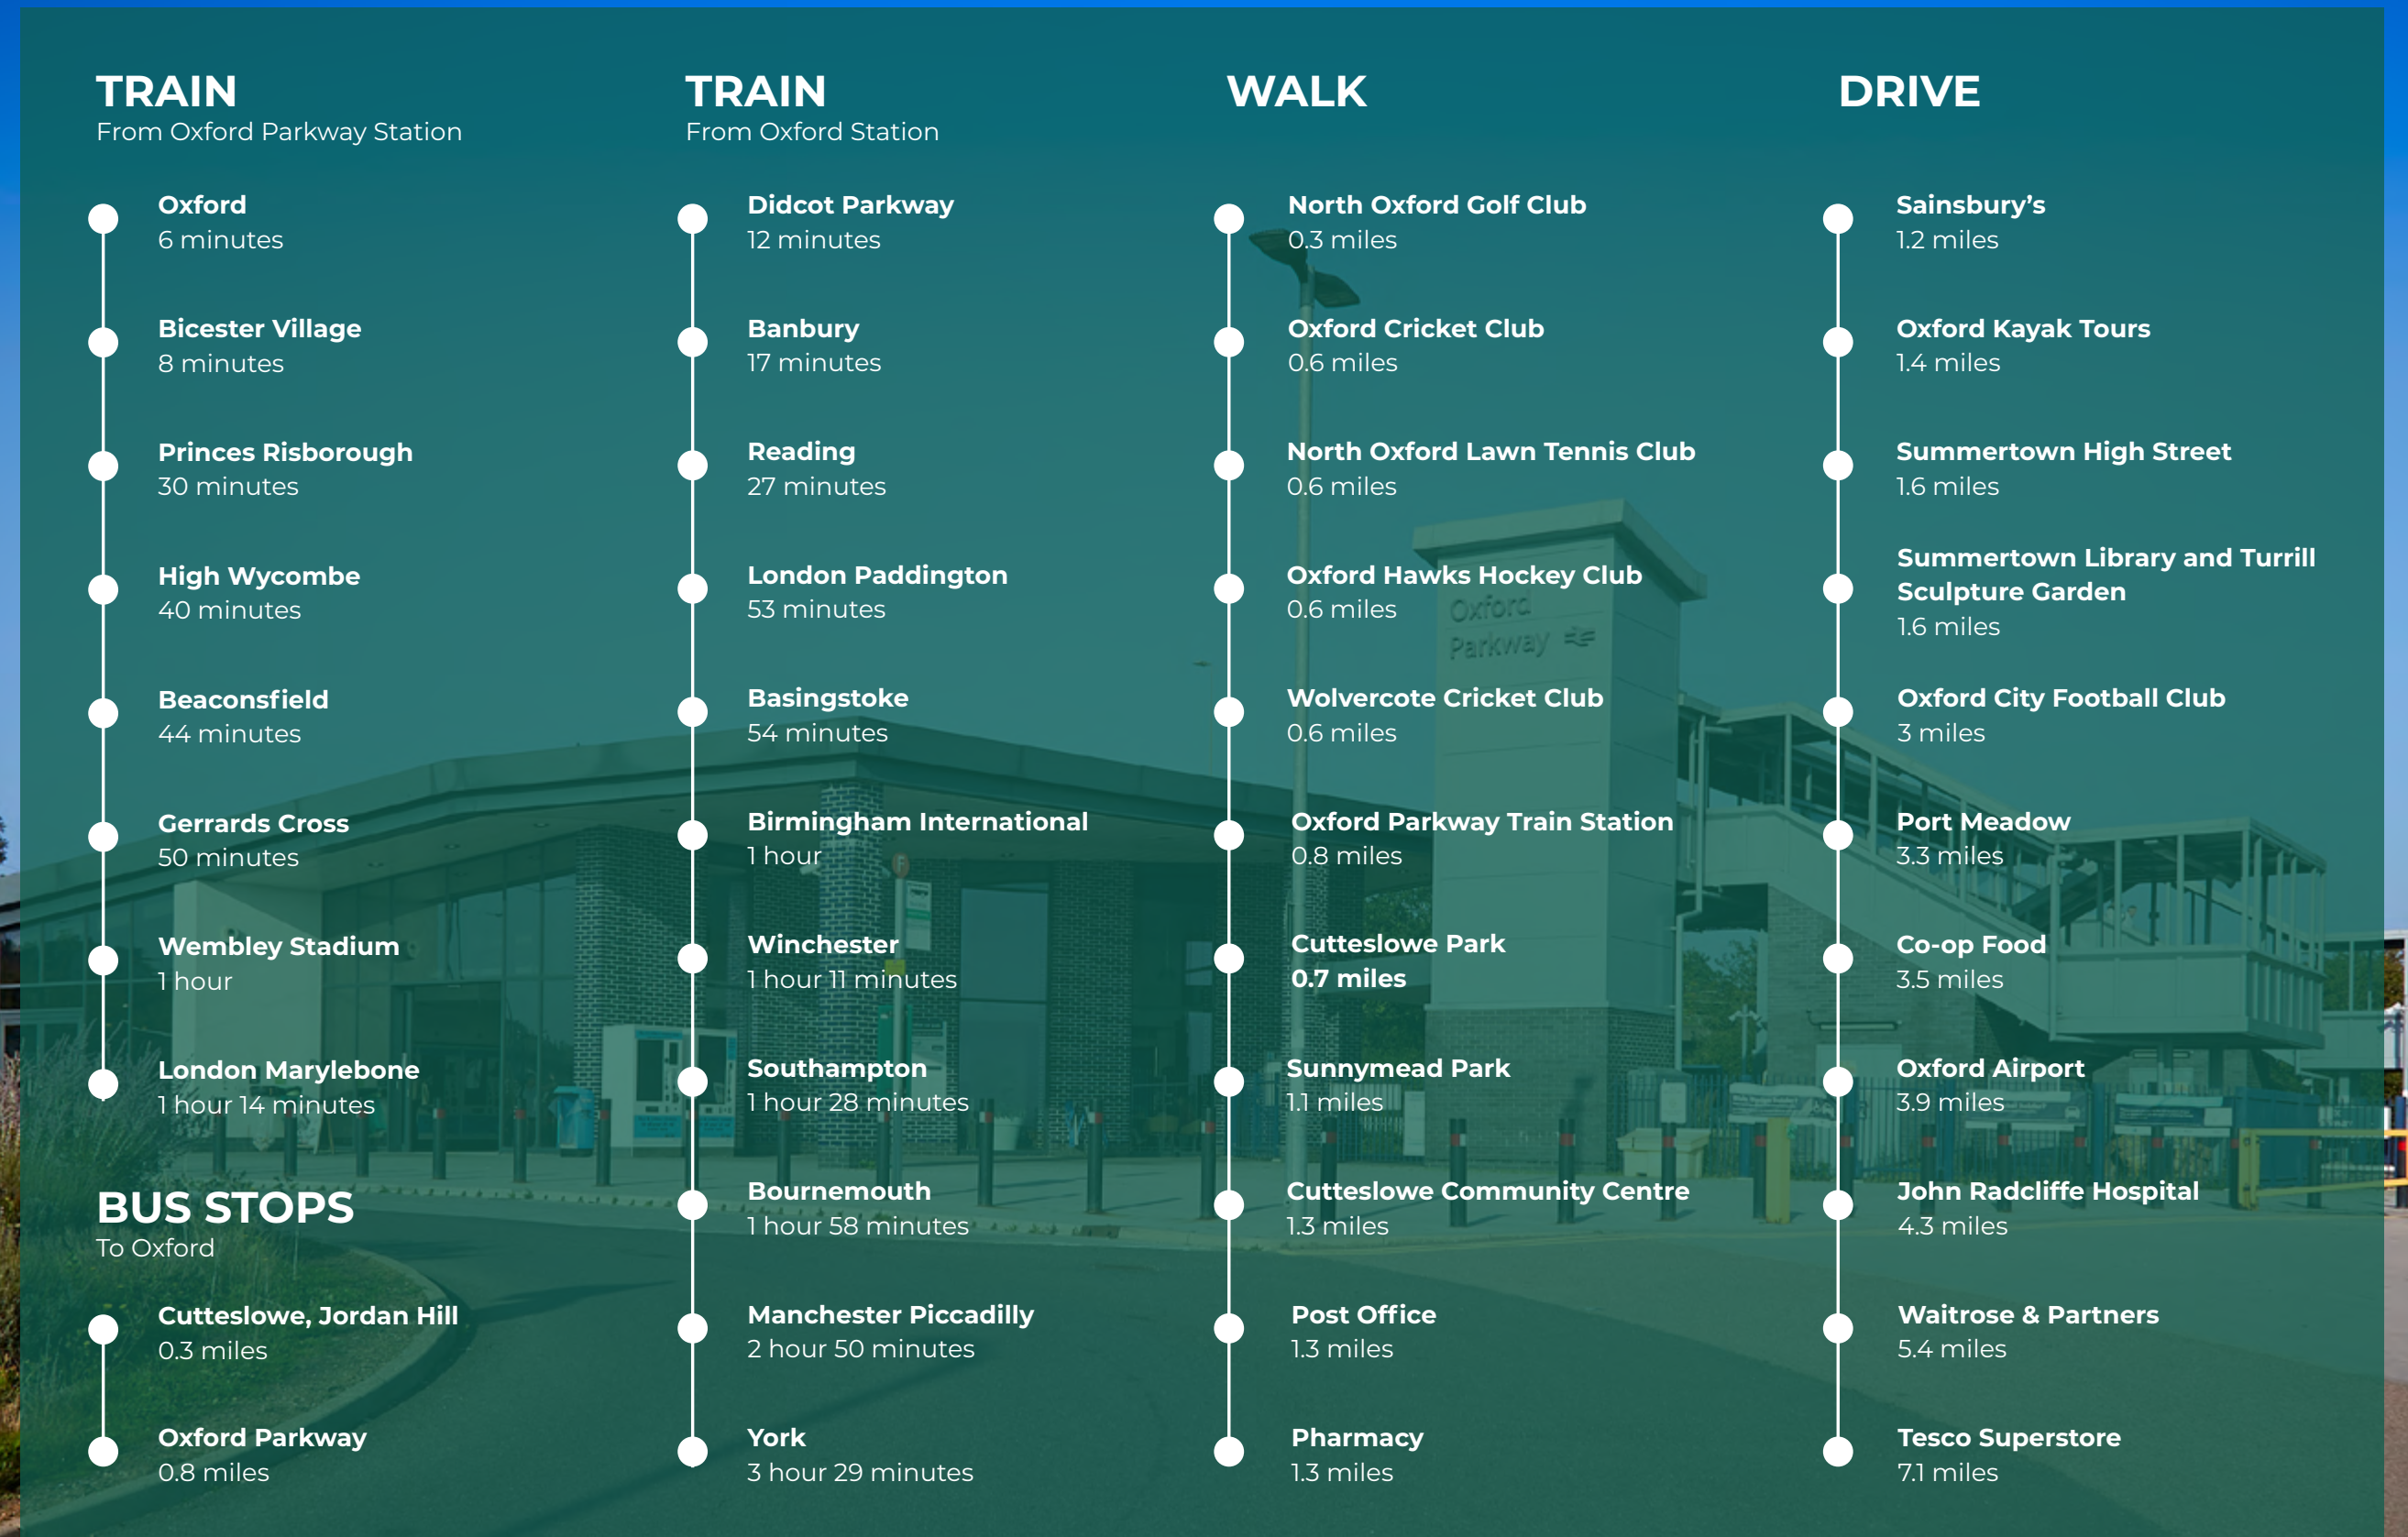 TRAIN
From Oxford Parkway Station
Oxford
6 minutes
Bicester Village
8 minutes
Princes Risborough
30 minutes
High Wycombe
40 minutes
Beaconsfield
44 minutes
Gerrards Cross
50 minutes
Wembley Stadium
1 hour
London Marylebone
1 hour 14 minutes
BUS STOPS
To Oxford
Cutteslowe, Jordan Hill
0.3 miles
Oxford Parkway
0.8 miles
TRAIN
From Oxford Station
Didcot Parkway
12 minutes
Banbury
17 minutes
Reading
27 minutes
London Paddington
53 minutes
Basingstoke
54 minutes
Birmingham International
1 hour
Winchester
1 hour 11 minutes
Southampton
1 hour 28 minutes
Bournemouth
1 hour 58 minutes
Manchester Piccadilly
2 hour 50 minutes
York
3 hour 29 minutes
WALK
North Oxford Golf Club
0.3 miles
Oxford Cricket Club
0.6 miles
North Oxford Lawn Tennis Club
0.6 miles
Oxford Hawks Hockey Club
0.6 miles
Wolvercote Cricket Club
0.6 miles
Oxford Parkway Train Station
0.8 miles
Cutteslowe Park
0.7 miles
Sunnymead Park
1.1 miles
Cutteslowe Community Centre
1.3 miles
Post Office
1.3 miles
Pharmacy
1.3 miles
DRIVE
Sainsbury’s
1.2 miles
Oxford Kayak Tours
1.4 miles
Summertown High Street
1.6 miles
Summertown Library and Turrill
Sculpture Garden
1.6 miles
Oxford City Football Club
3 miles
Port Meadow
3.3 miles
Co-op Food
3.5 miles
Oxford Airport
3.9 miles
John Radcliffe Hospital
4.3 miles
Waitrose & Partners
5.4 miles
Tesco Superstore
7.1 miles
Oxford
Parkway